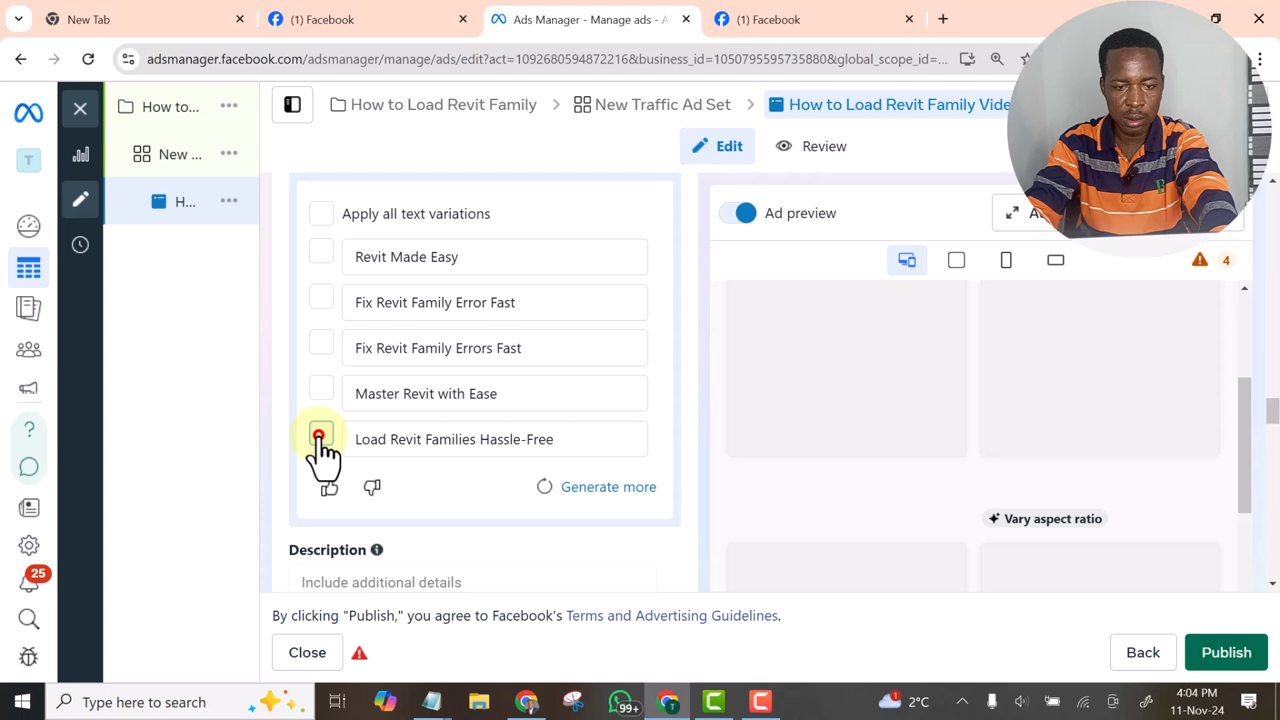 New Tab
(1) Facebook
Ads Manager - Manage ads - A
(1) Facebook
adsmanager.facebook.com/adsmanager/manage/ads/edit?act=1092680594872216&business_id=1050795595735880&global_scope_id=...
How to...
New ...
H...
T
How to Load Revit Family
New Traffic Ad Set
How to Load Revit Family Vide
Edit
Review
Apply all text variations
Revit Made Easy
Fix Revit Family Error Fast
Fix Revit Family Errors Fast
Master Revit with Ease
Load Revit Families Hassle-Free
Generate more
Description
Include additional details
Ad preview
4
Vary aspect ratio
25
By clicking "Publish," you agree to Facebook's Terms and Advertising Guidelines.
Close
Back
Publish
Type here to search
99+
1
2°C
4:04 PM
11-Nov-24